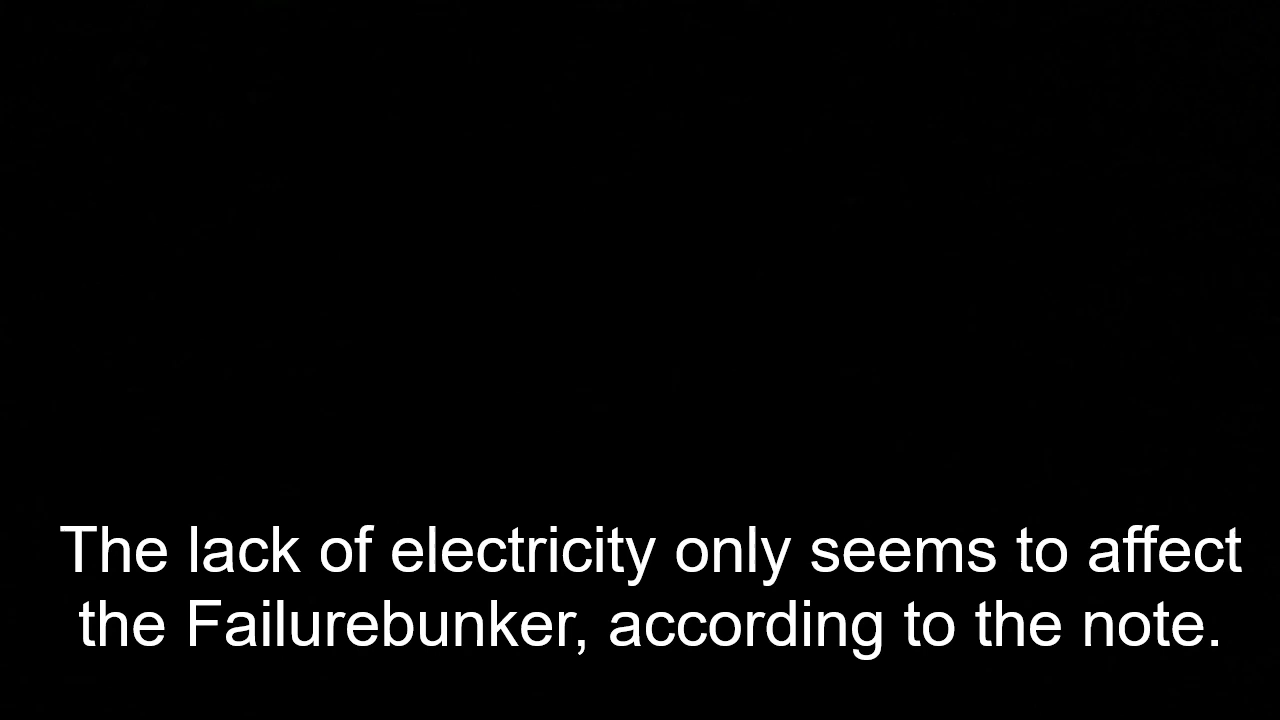 The lack of electricity only seems to affect
the Failurebunker, according to the note.